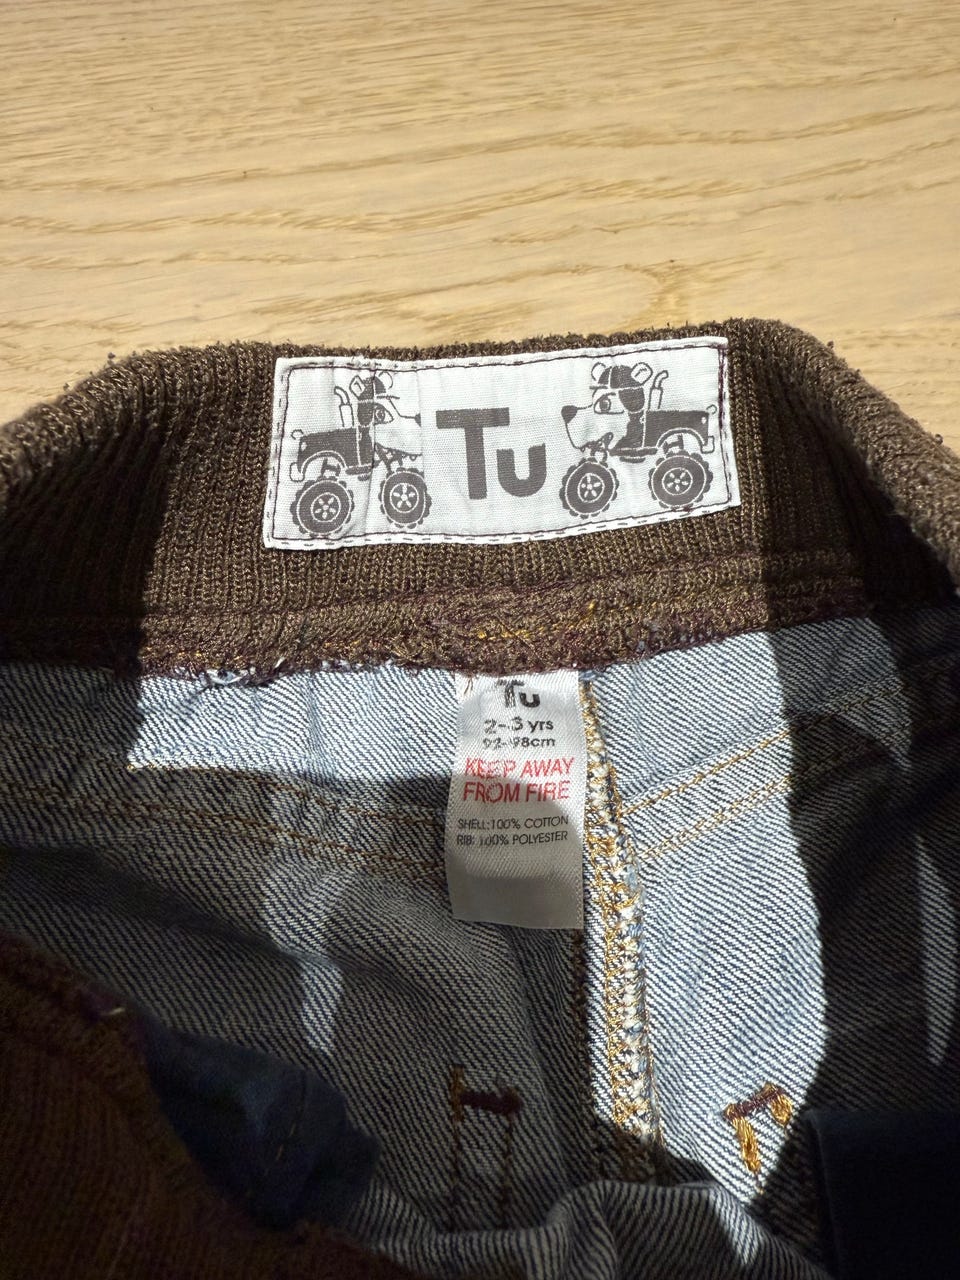 Tu
Tu
2-3 yrs
92-98cm
KEEP AWAY
FROM FIRE
SHELL:100% COTTON
RIB: 100% POLYESTER